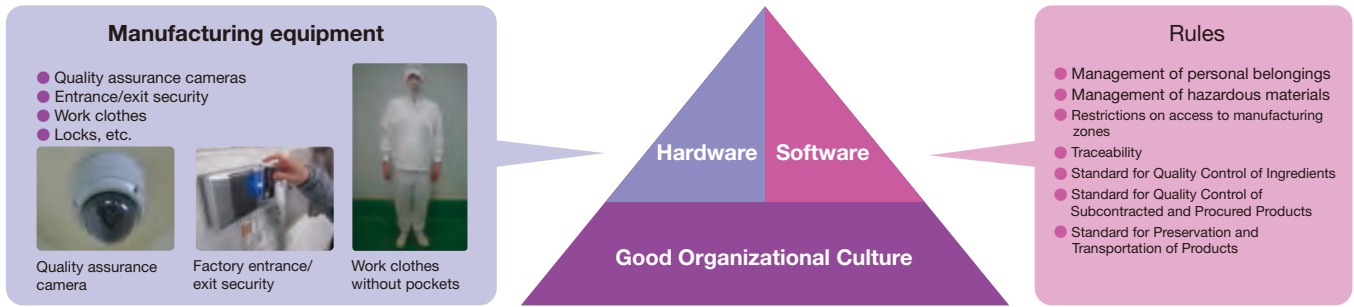 Manufacturing equipment
● Quality assurance cameras
● Entrance/exit security
● Work clothes
● Locks, etc.
Quality assurance
camera
Factory entrance/
exit security
Work clothes
without pockets
Hardware
Software
Good Organizational Culture
Rules
● Management of personal belongings
● Management of hazardous materials
● Restrictions on access to manufacturing
zones
● Traceability
● Standard for Quality Control of Ingredients
● Standard for Quality Control of
Subcontracted and Procured Products
● Standard for Preservation and
Transportation of Products